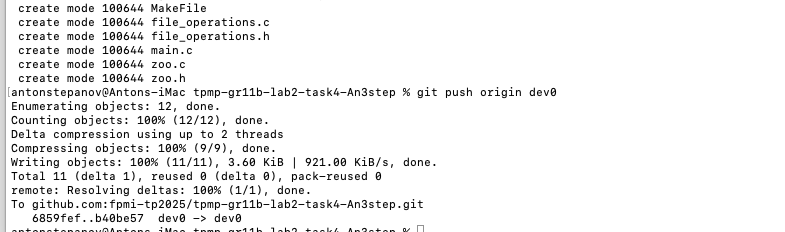 create mode 100644 MakeFile
create mode 100644 file_operations.c
create mode 100644 file_operations.h
create mode 100644 main.c
create mode 100644 zoo.c
create mode 100644 zoo.h
[antonstepanov@Antons-iMac tpmp-gr11b-lab2-task4-An3step % git push origin dev0
Enumerating objects: 12, done.
Counting objects: 100% (12/12), done.
Delta compression using up to 2 threads
Compressing objects: 100% (9/9), done.
Writing objects: 100% (11/11), 3.60 KiB | 921.00 KiB/s, done.
Total 11 (delta 1), reused 0 (delta 0), pack-reused 0
remote: Resolving deltas: 100% (1/1), done.
To github.com:fpmi-tp2025/tpmp-gr11b-lab2-task4-An3step.git
6859fef..b40be57  dev0 -> dev0
antonstepanov@Antons-iMac tpmp-gr11b-lab2-task4-An3step %